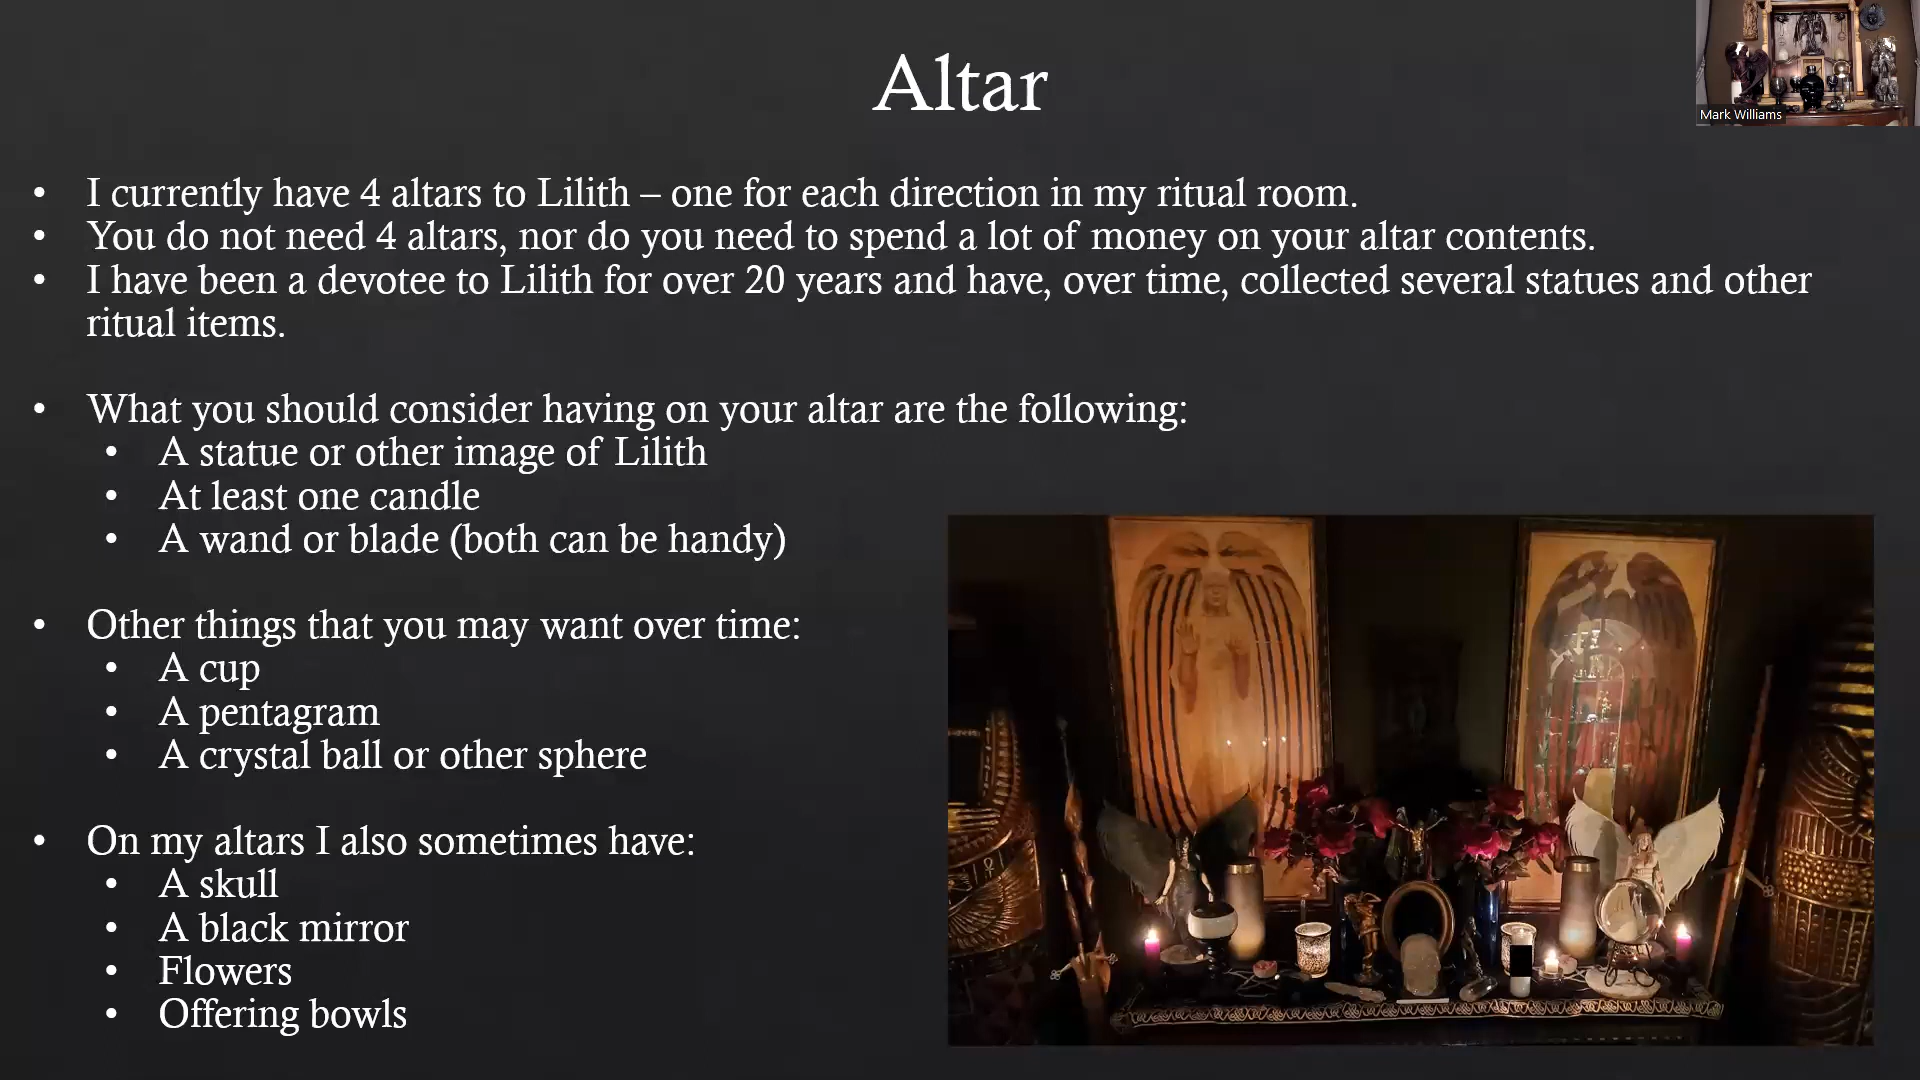 Altar
Mark Williams
• I currently have 4 altars to Lilith – one for each direction in my ritual room.
• You do not need 4 altars, nor do you need to spend a lot of money on your altar contents.
• I have been a devotee to Lilith for over 20 years and have, over time, collected several statues and other
ritual items.
• What you should consider having on your altar are the following:
• A statue or other image of Lilith
• At least one candle
• A wand or blade (both can be handy)
• Other things that you may want over time:
• A cup
• A pentagram
• A crystal ball or other sphere
• On my altars I also sometimes have:
• A skull
• A black mirror
• Flowers
• Offering bowls